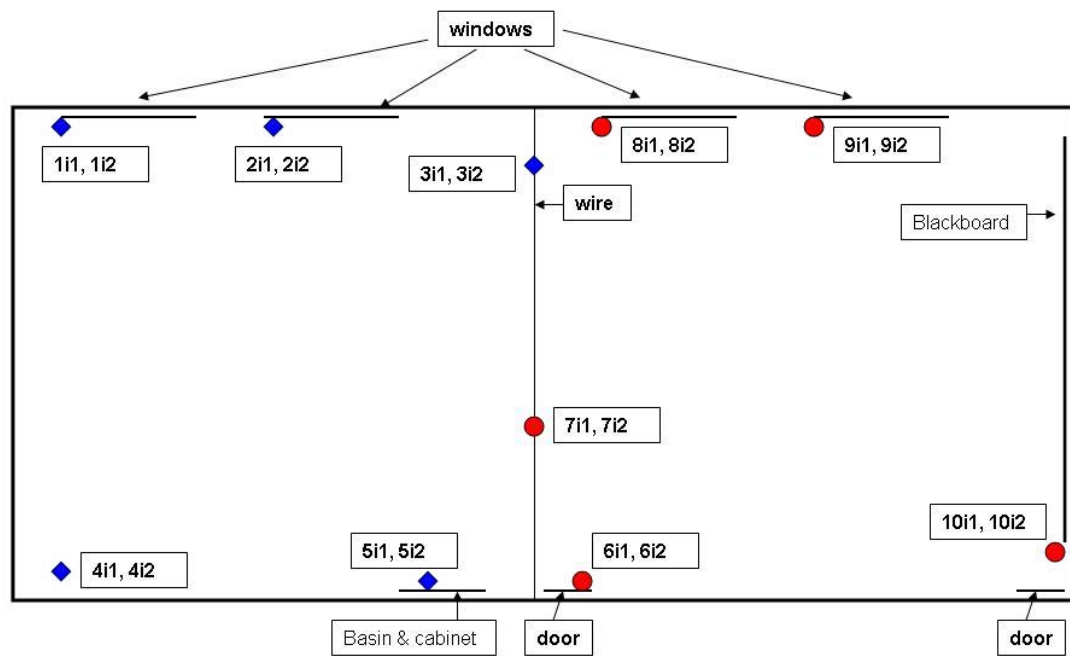 windows
1i1, 1i2
2i1, 2i2
3i1, 3i2
8i1, 8i2
9i1, 9i2
wire
Blackboard
7i1, 7i2
10i1, 10i2
4i1, 4i2
5i1, 5i2
6i1, 6i2
Basin & cabinet
door
door